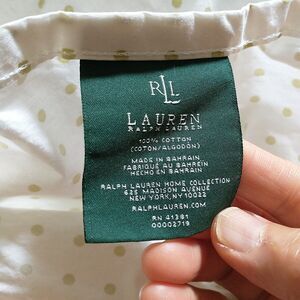 RLL
LAUREN
RALPH LAUREN
100% COTTON
(COTON/ALGODÓN)
MADE IN BAHRAIN
FABRIQUÉ AU BAHREÏN
HECHO EN BAHRAIN
RALPH LAUREN HOME COLLECTION
625 MADISON AVENUE
NEW YORK, NY 10022
RALPHLAUREN.COM
RN 41381
00002719